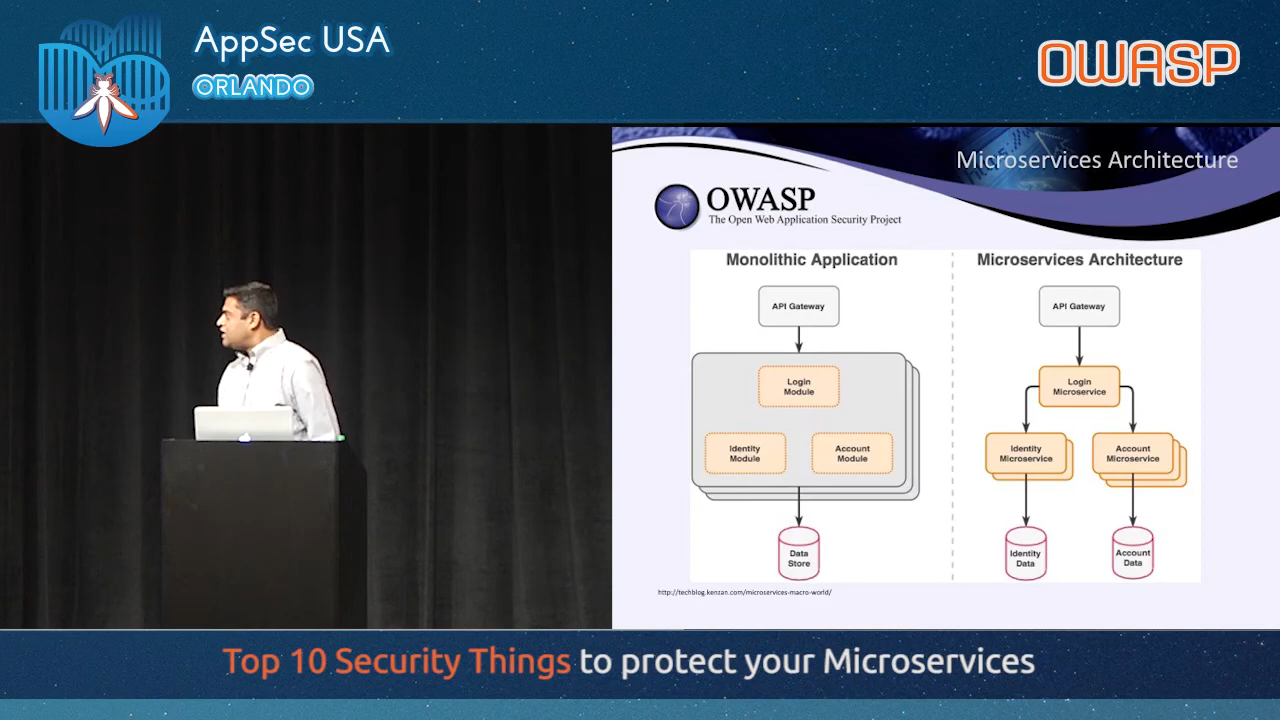 AppSec USA
ORLANDO
OWASP
Microservices Architecture
OWASP
The Open Web Application Security Project
Monolithic Application
API Gateway
Login
Module
Identity
Module
Account
Module
Data
Store
Microservices Architecture
API Gateway
Login
Microservice
Identity
Microservice
Account
Microservice
Identity
Data
Account
Data
http://techblog.kenzan.com/microservices-macro-world/
Top 10 Security Things to protect your Microservices